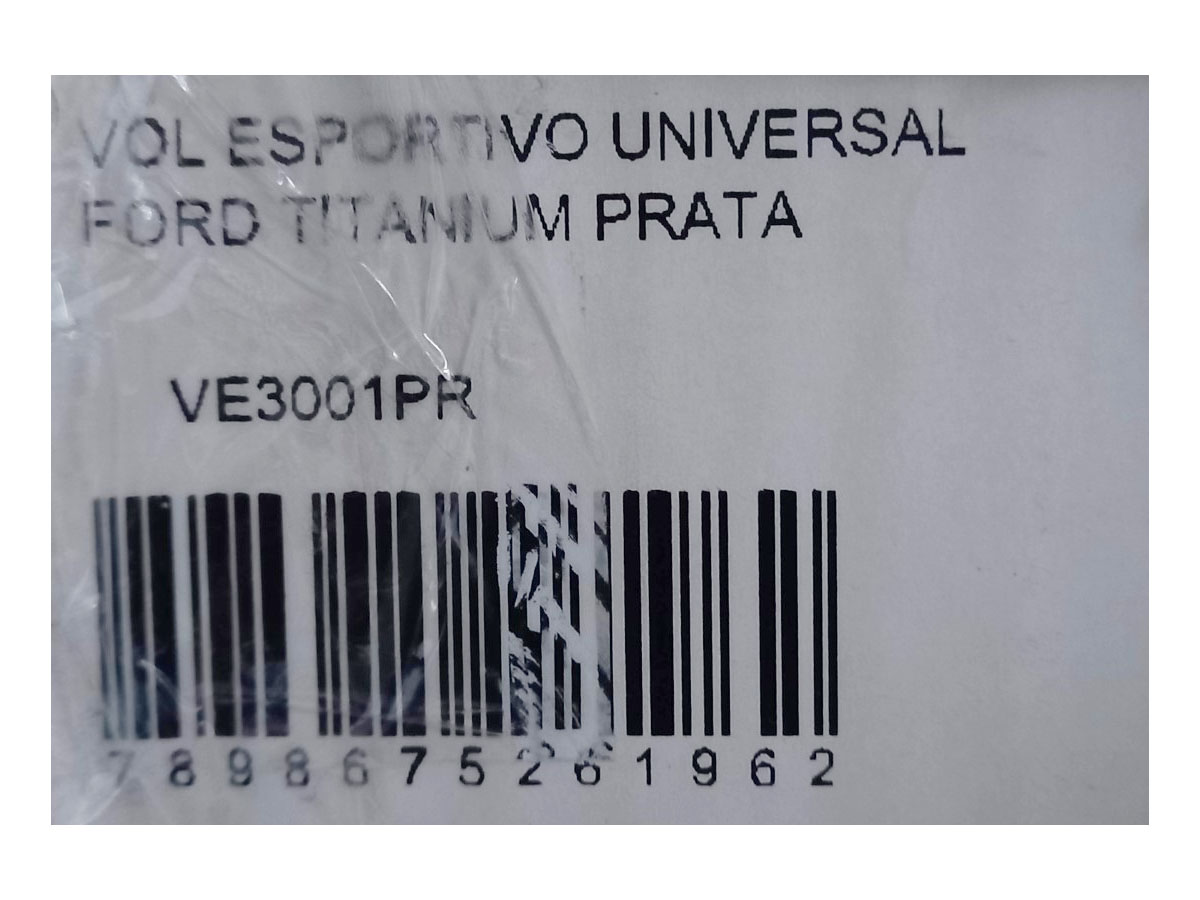 VOL ESPORTIVO UNIVERSAL
FORD TITANIUM PRATA
VE3001PR
7898675261962